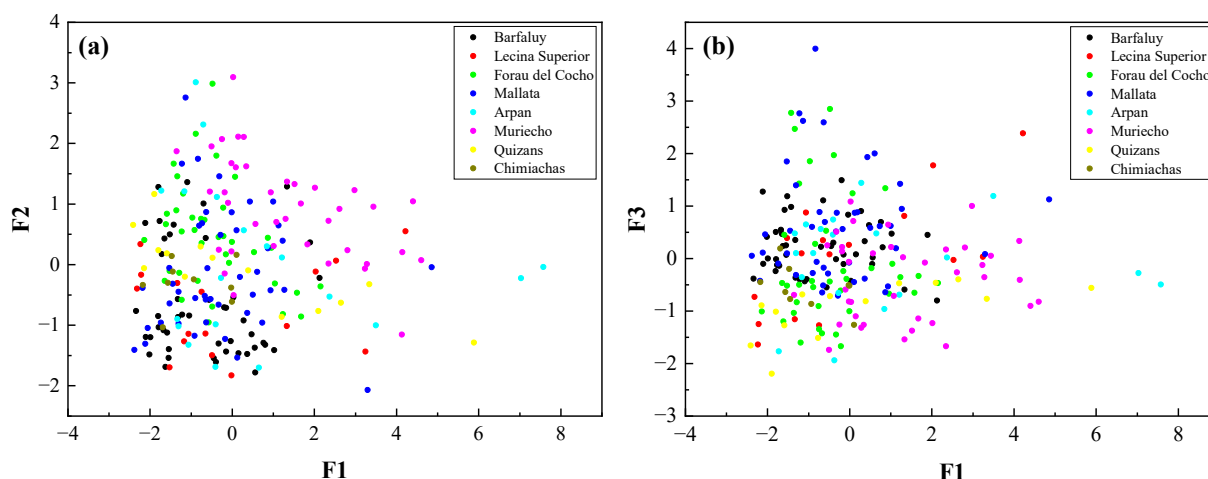 (a)
Barfaluy
Lecina Superior
Forau del Cocho
Mallata
Arpan
Muriecho
Quizans
Chimiachas
4
3
2
1
0
−1
−2
F2
−4
−2
0
2
4
6
8
F1
(b)
Barfaluy
Lecina Superior
Forau del Cocho
Mallata
Arpan
Muriecho
Quizans
Chimiachas
5
4
3
2
1
0
−1
−2
−3
F3
−4
−2
0
2
4
6
8
F1